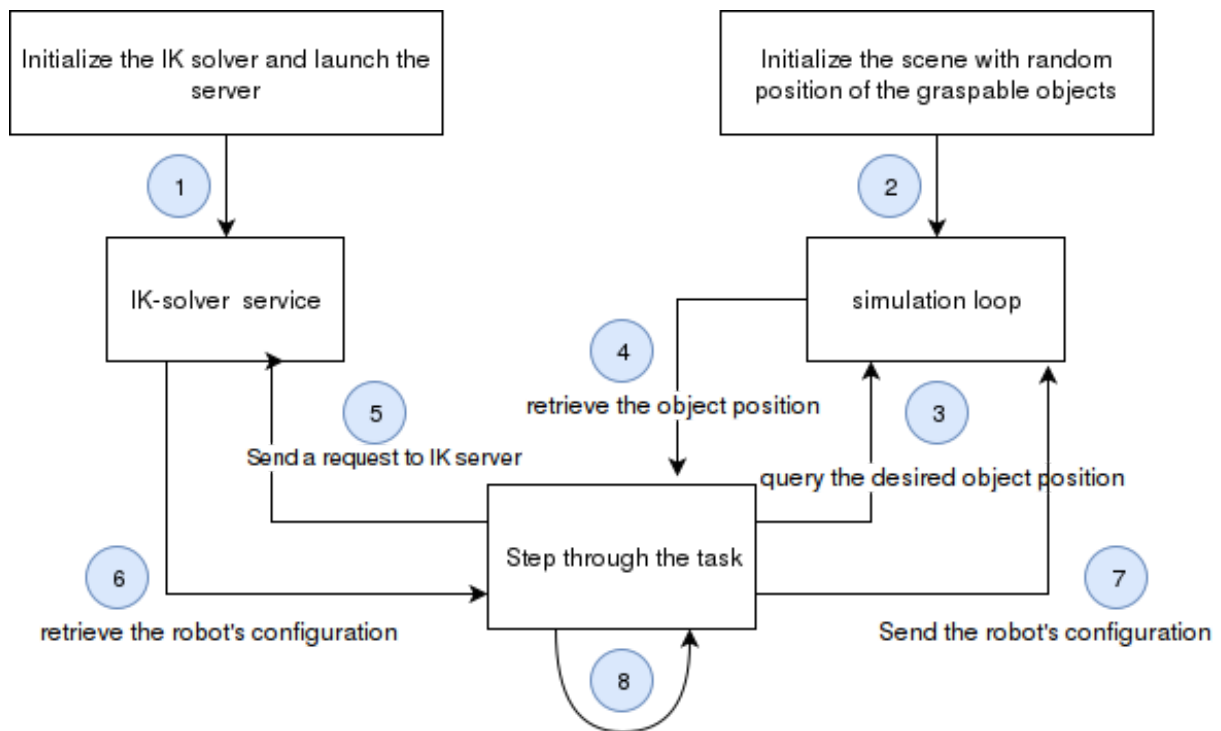 Initialize the IK solver and launch the
server
Initialize the scene with random
position of the graspable objects
1
2
IK-solver service
simulation loop
4
retrieve the object position
5
3
Send a request to IK server
query the desired object position
Step through the task
6
7
retrieve the robot's configuration
Send the robot's configuration
8